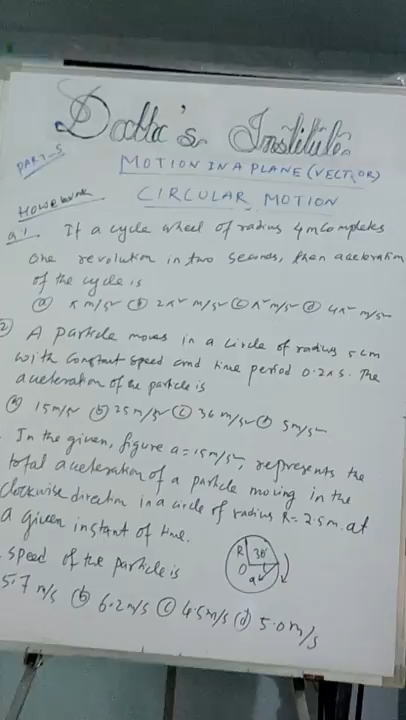 Datta's Institute.
PART-5
MOTION IN A PLANE (VECTOR)
CIRCULAR MOTION
Homework
Q1. If a cycle wheel of radius 4m completes
one revolution in two seconds, then acceleration
of the cycle is
(a) π m/s² (b) 2π² m/s² (c) π² m/s² (d) 4π² m/s²
2) A particle moves in a circle of radius 5cm
with constant speed and time period 0.2πs. The
acceleration of the particle is
(a) 15m/s² (b) 25m/s² (c) 36m/s² (d) 5m/s²
In the given, figure a=15m/s², represents the
total acceleration of a particle moving in the
clockwise direction in a circle of radius R=2.5m at
a given instant of time.
speed of the particle is
R 30°
O a
5.7 m/s (b) 6.2m/s (c) 4.5m/s (d) 5.0m/s